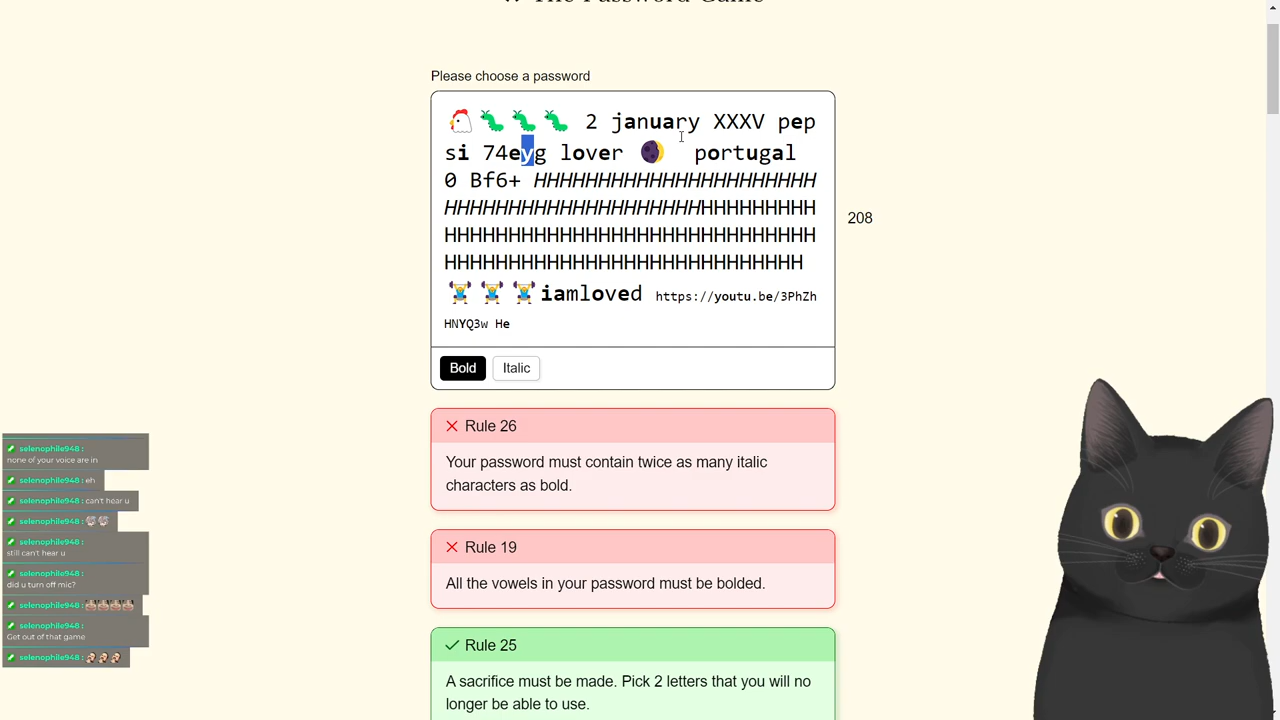 The Password Game
Please choose a password
🐔🐛🐛🐛 2 january XXXV pep
si 74eyg lover 🌒 portugal
0 Bf6+ HHHHHHHHHHHHHHHHHHHHHH
HHHHHHHHHHHHHHHHHHHHHHHHHHHHH
HHHHHHHHHHHHHHHHHHHHHHHHHHHHH
HHHHHHHHHHHHHHHHHHHHHHHHHHHH
🏋️‍♂️🏋️‍♂️🏋️‍♂️iamloved https://youtu.be/3PhZh
HNYQ3w He
208
Bold Italic
Rule 26
Your password must contain twice as many italic
characters as bold.
Rule 19
All the vowels in your password must be bolded.
Rule 25
A sacrifice must be made. Pick 2 letters that you will no
longer be able to use.
selenophile948 :
none of your voice are in
selenophile948 : eh
selenophile948 : can't hear u
selenophile948 :
selenophile948 :
still can't hear u
selenophile948 :
did u turn off mic?
selenophile948 :
selenophile948 :
Get out of that game
selenophile948 :